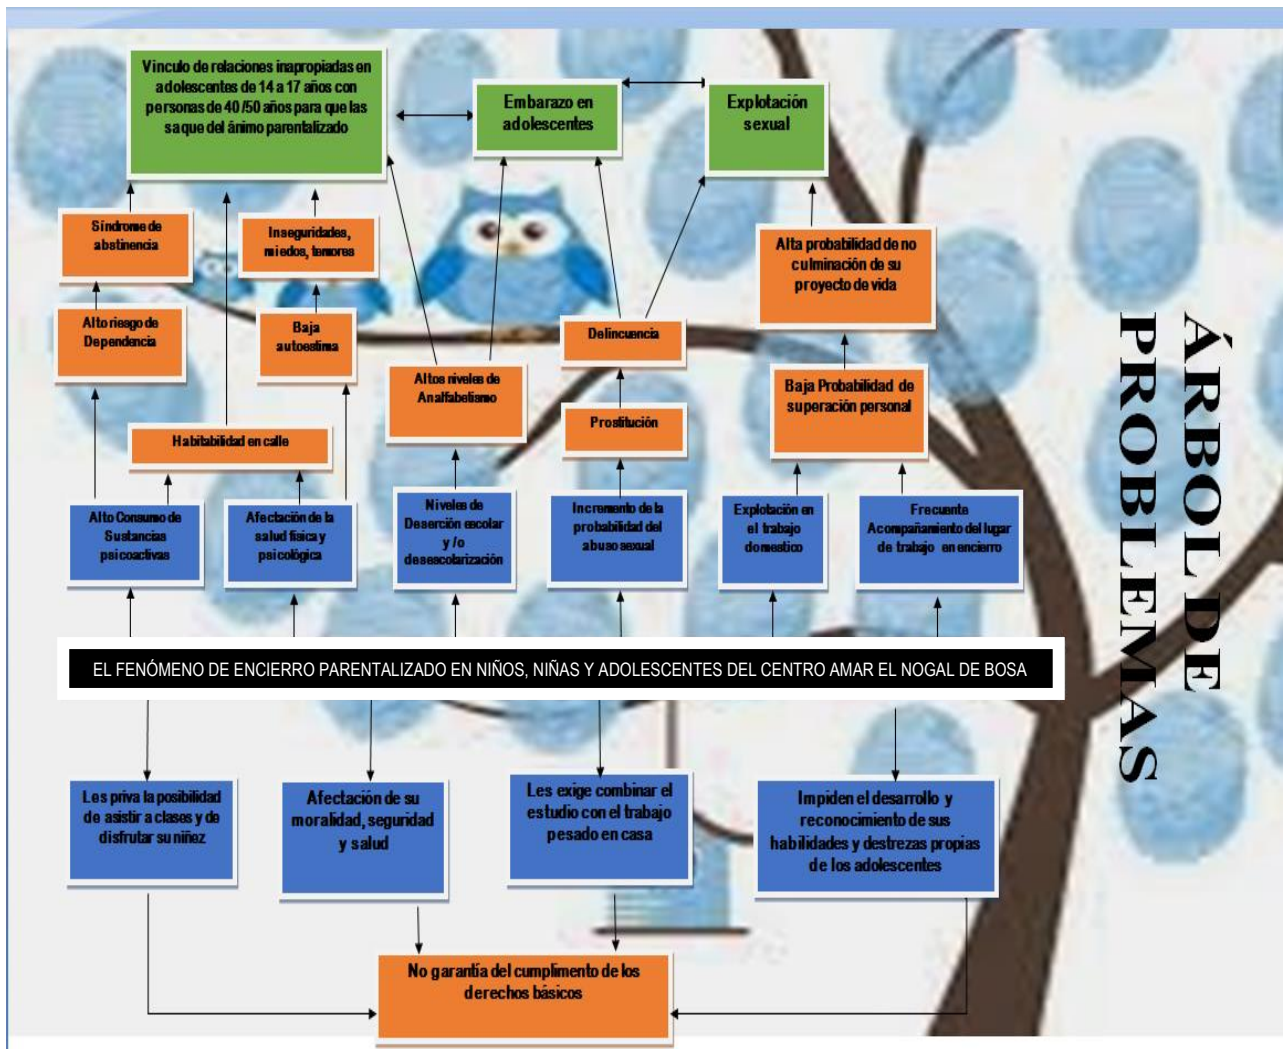 Vinculo de relaciones inapropiadas en
adolescentes de 14 a 17 años con
personas de 40/50 años para que las
saque del ánimo parentalizado
Embarazo en
adolescentes
Explotación
sexual
Síndrome de
abstinencia
Inseguridades,
miedos, temores
Alta probabilidad de no
culminación de su
proyecto de vida
Alto riesgo de
Dependencia
Baja
autoestima
Delincuencia
Altos niveles de
Analfabetismo
Baja Probabilidad de
superación personal
Habitabilidad en calle
Prostitución
Alto Consumo de
Sustancias
psicoactivas
Afectación de la
salud física y
psicológica
Niveles de
Deserción escolar
y /o
desescolarización
Incremento de la
probabilidad del
abuso sexual
Explotación en
el trabajo
domestico
Frecuente
Acompañamiento del lugar
de trabajo en encierro
EL FENÓMENO DE ENCIERRO PARENTALIZADO EN NIÑOS, NIÑAS Y ADOLESCENTES DEL CENTRO AMAR EL NOGAL DE BOSA
Les priva la posibilidad
de asistir a clases y de
disfrutar su niñez
Afectación de su
moralidad, seguridad
y salud
Les exige combinar el
estudio con el trabajo
pesado en casa
Impiden el desarrollo y
reconocimiento de sus
habilidades y destrezas propias
de los adolescentes
No garantía del cumplimento de los
derechos básicos
ÁRBOL DE
PROBLEMAS